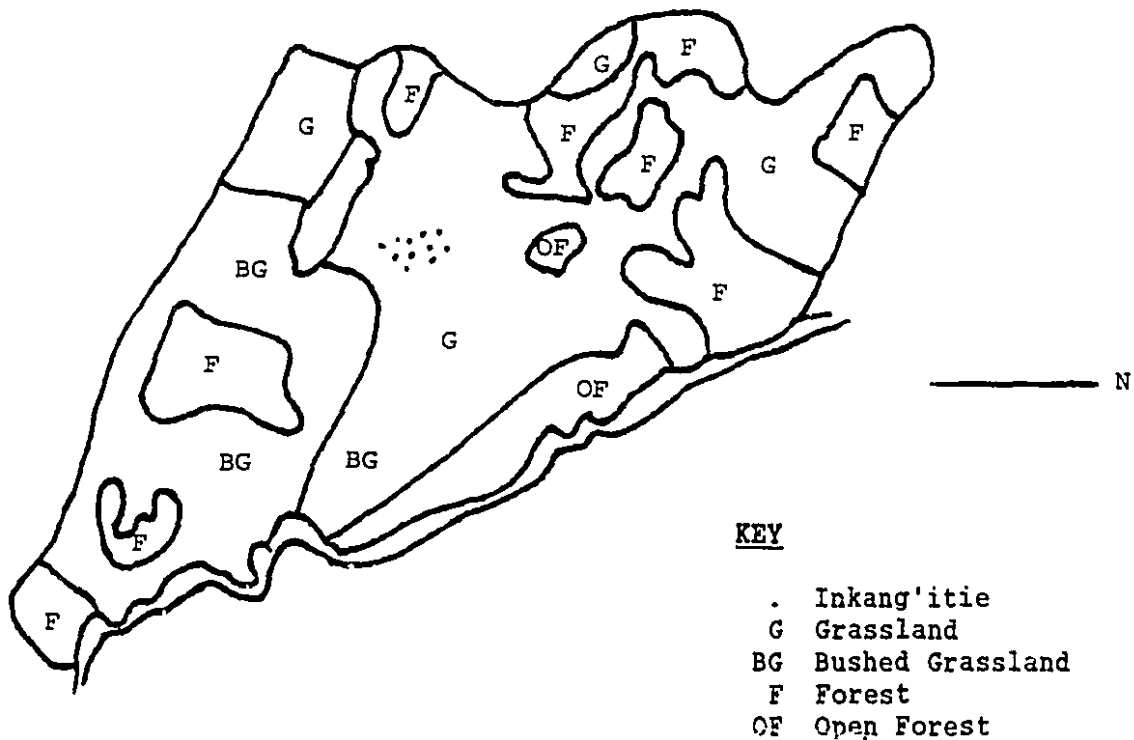 F
G
F
G
F
F
F
G
OF
BG
F
G
F
N
OF
BG
BG
F
F
KEY
. Inkang'itie
G Grassland
BG Bushed Grassland
F Forest
OF Open Forest